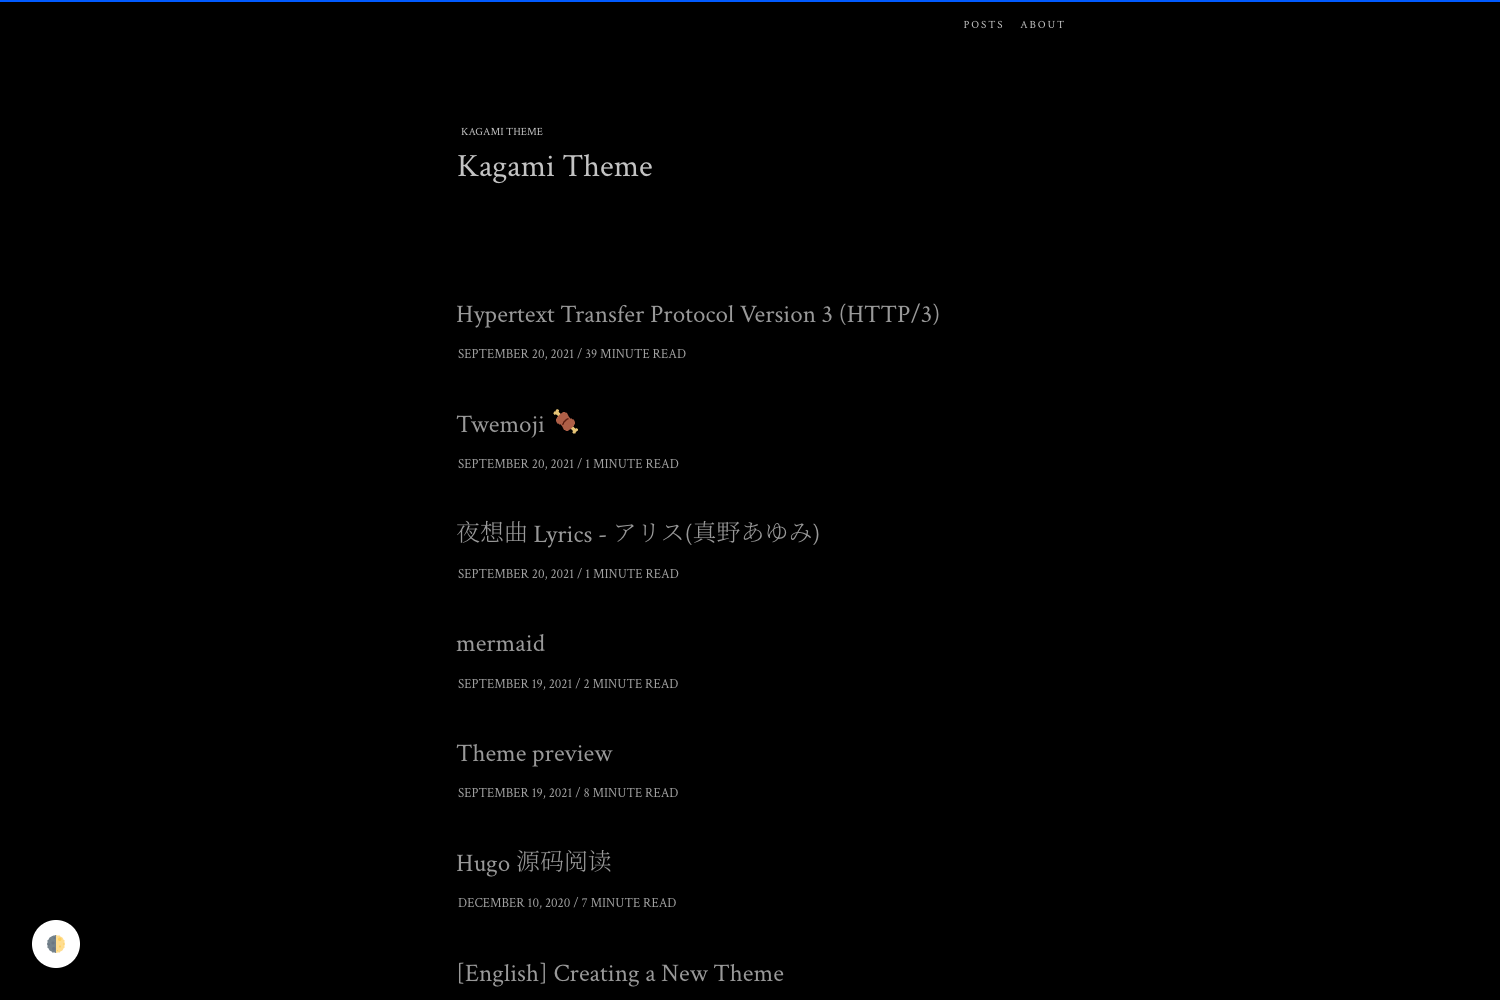 POSTS ABOUT
KAGAMI THEME
Kagami Theme
Hypertext Transfer Protocol Version 3 (HTTP/3)
SEPTEMBER 20, 2021 / 39 MINUTE READ
Twemoji 🍖
SEPTEMBER 20, 2021 / 1 MINUTE READ
夜想曲 Lyrics - アリス(真野あゆみ)
SEPTEMBER 20, 2021 / 1 MINUTE READ
mermaid
SEPTEMBER 19, 2021 / 2 MINUTE READ
Theme preview
SEPTEMBER 19, 2021 / 8 MINUTE READ
Hugo 源码阅读
DECEMBER 10, 2020 / 7 MINUTE READ
[English] Creating a New Theme